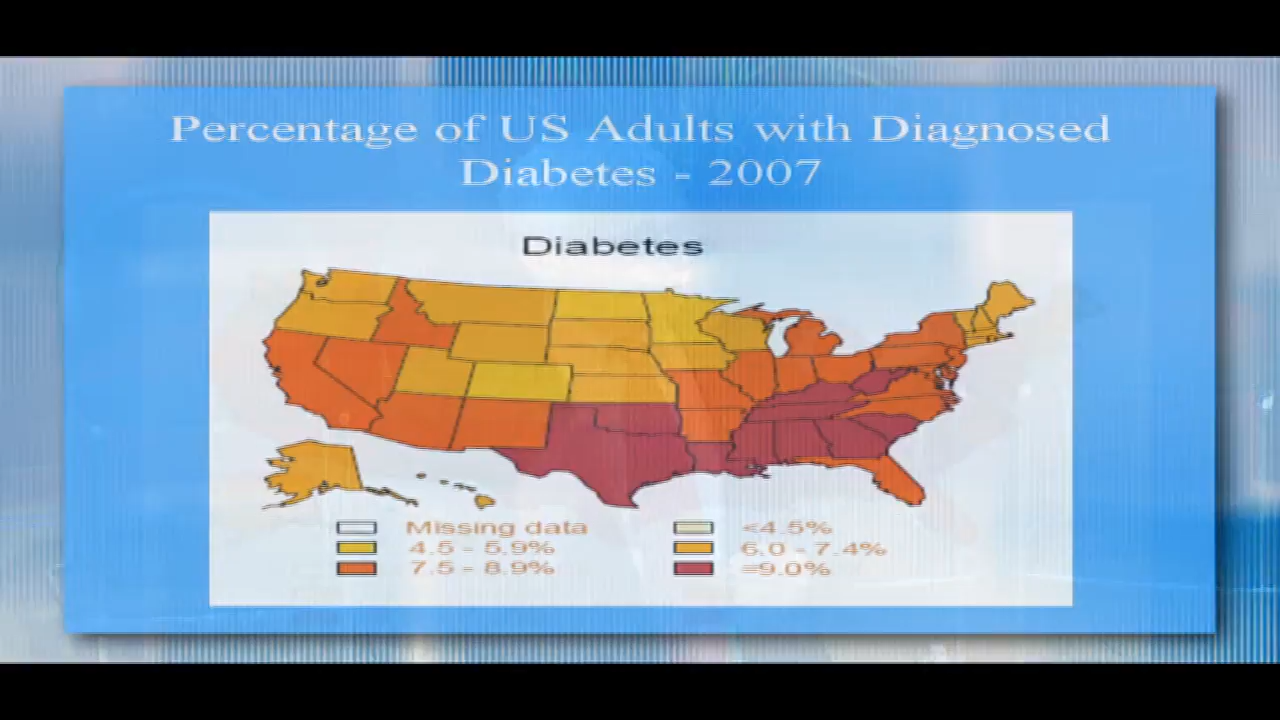 Percentage of US Adults with Diagnosed
Diabetes - 2007
Diabetes
Missing data <4.5%
4.5 - 5.9% 6.0 - 7.4%
7.5 - 8.9% =9.0%